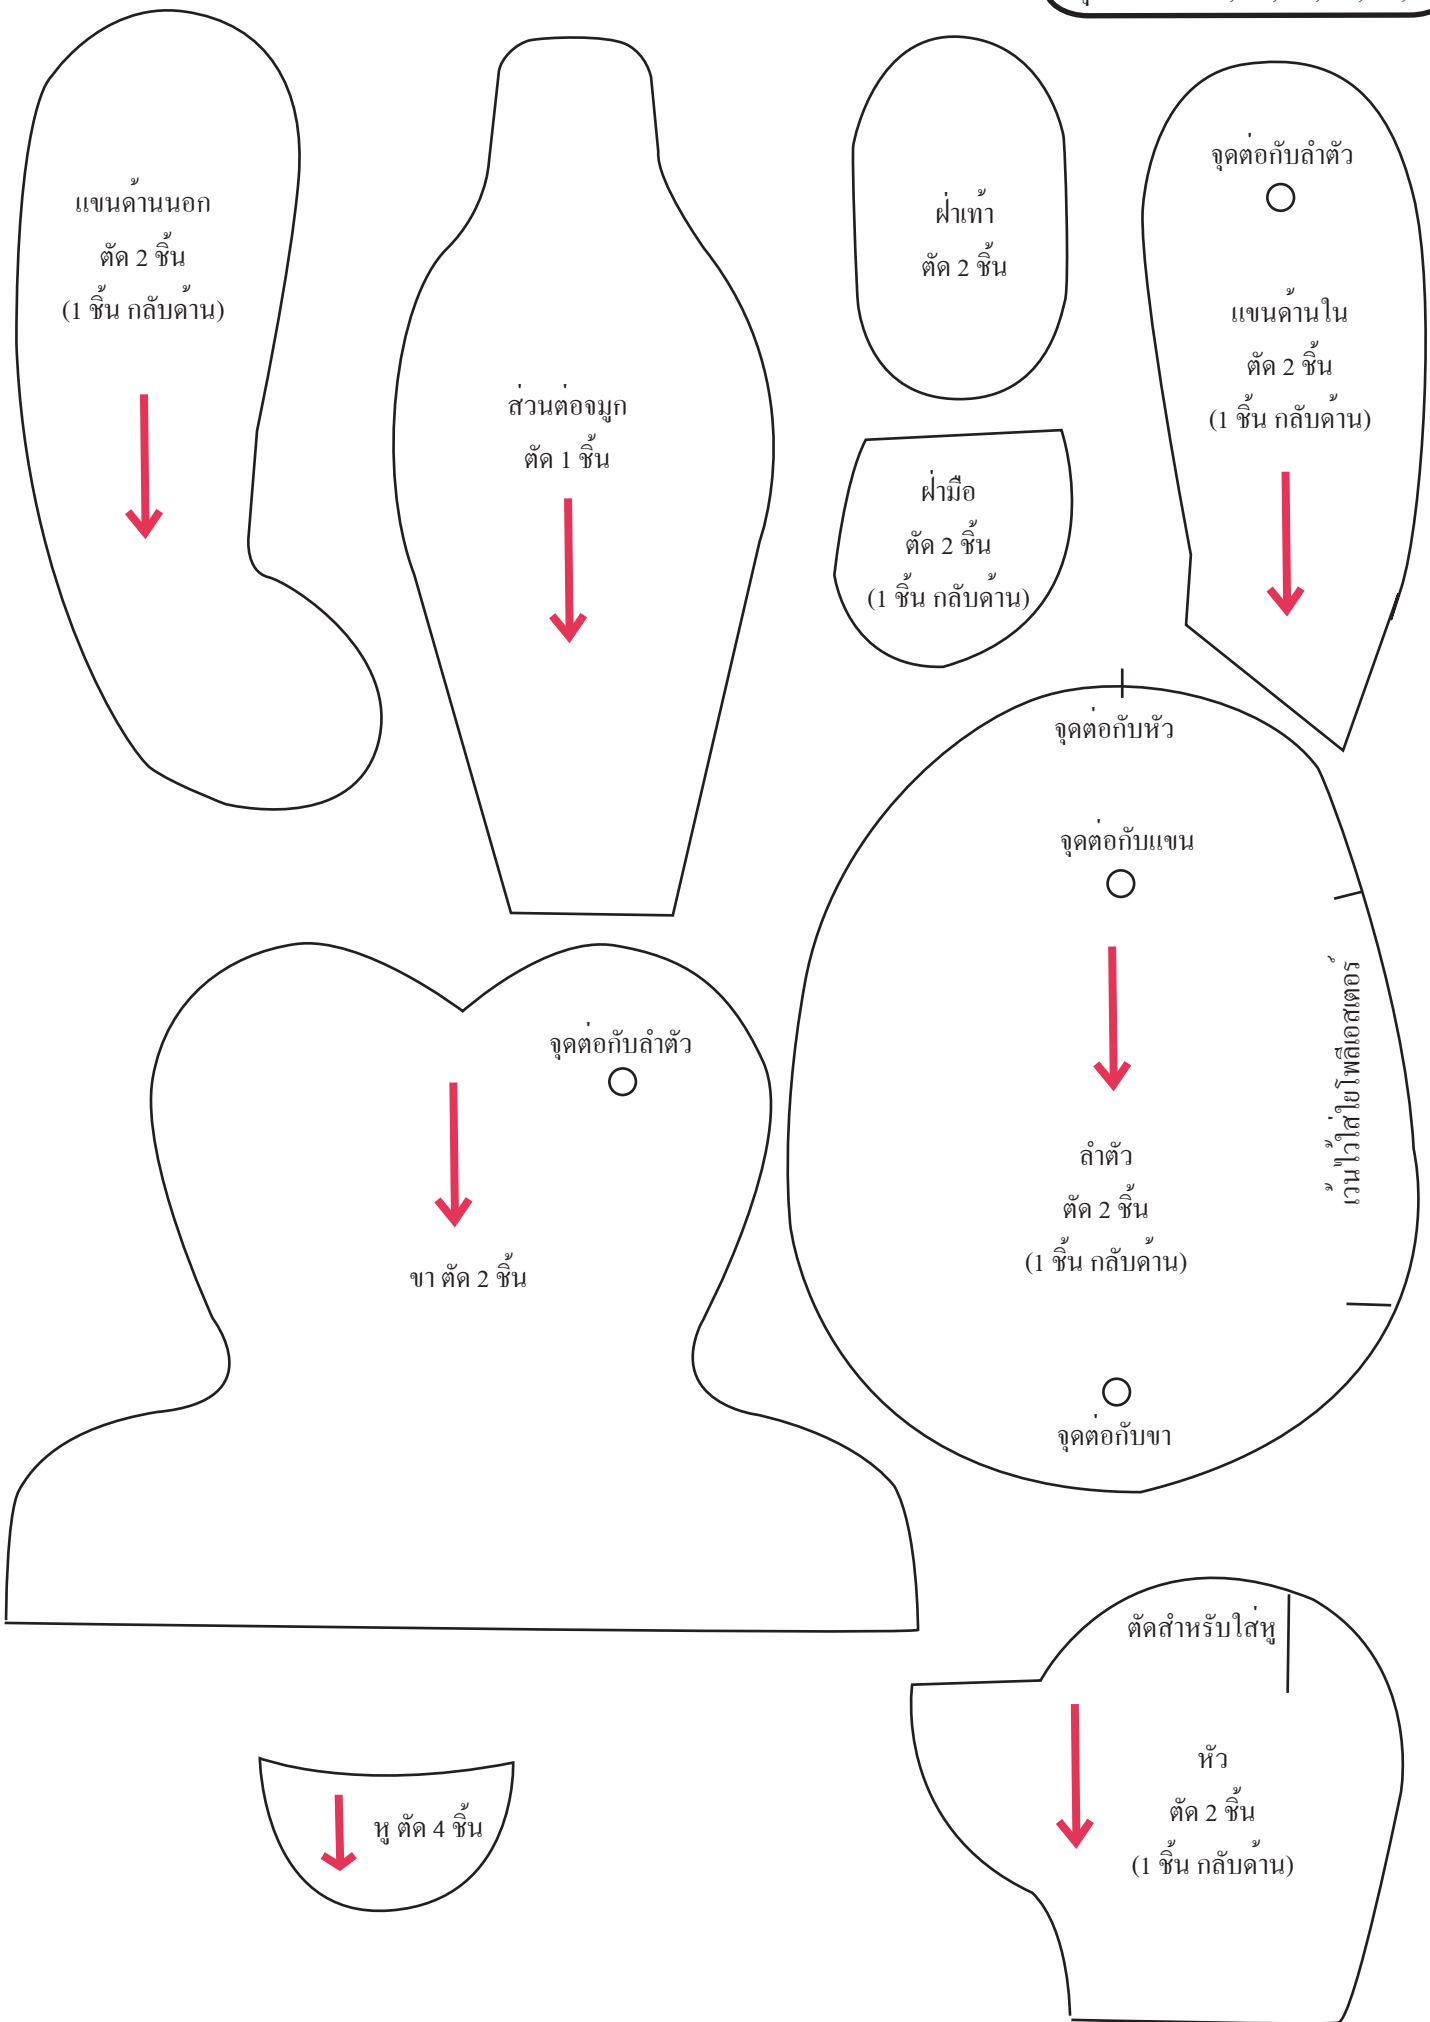 แขนด้านนอก
ตัด 2 ชิ้น
(1 ชิ้น กลับด้าน)
ส่วนต่อจมูก
ตัด 1 ชิ้น
ฝ่าเท้า
ตัด 2 ชิ้น
จุดต่อกับลำตัว
แขนด้านใน
ตัด 2 ชิ้น
(1 ชิ้น กลับด้าน)
ฝ่ามือ
ตัด 2 ชิ้น
(1 ชิ้น กลับด้าน)
จุดต่อกับหัว
จุดต่อกับแขน
เว้นไว้ใส่ใยโพลีเอสเตอร์
ลำตัว
ตัด 2 ชิ้น
(1 ชิ้น กลับด้าน)
จุดต่อกับขา
จุดต่อกับลำตัว
ขา ตัด 2 ชิ้น
ตัดสำหรับใส่หู
หัว
ตัด 2 ชิ้น
(1 ชิ้น กลับด้าน)
หู ตัด 4 ชิ้น